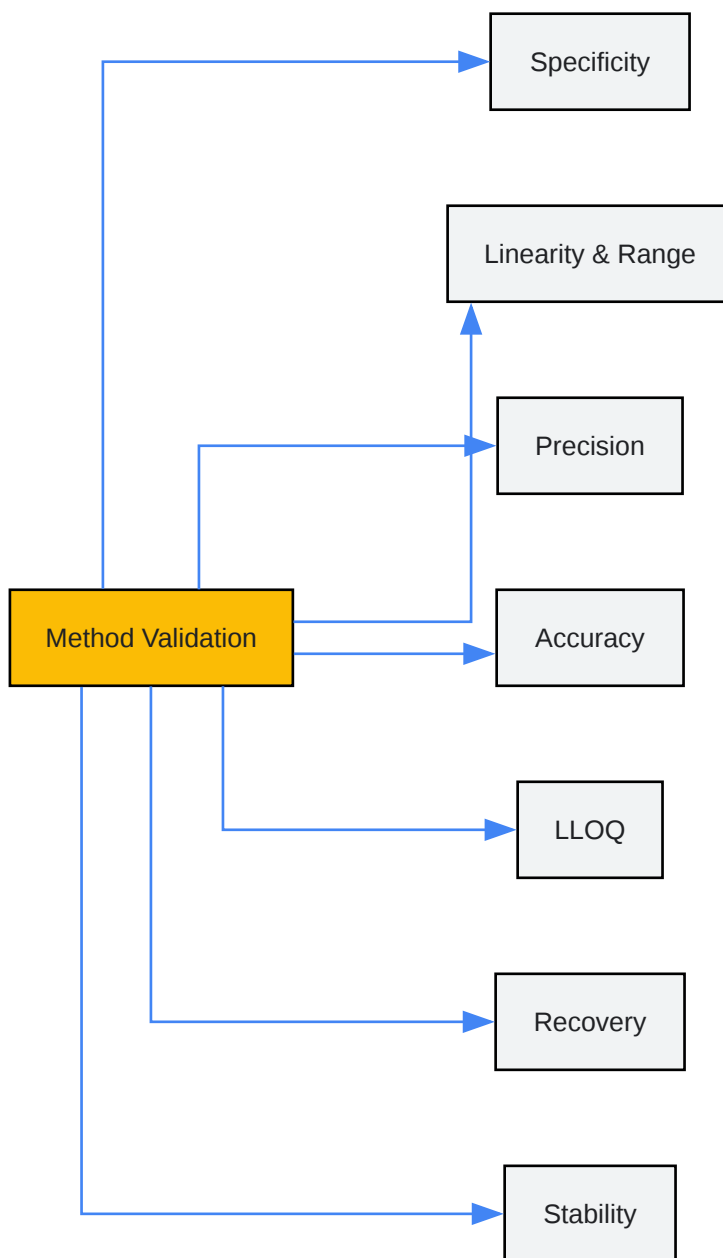 Specificity
Linearity & Range
Precision
Method Validation
Accuracy
LLOQ
Recovery
Stability